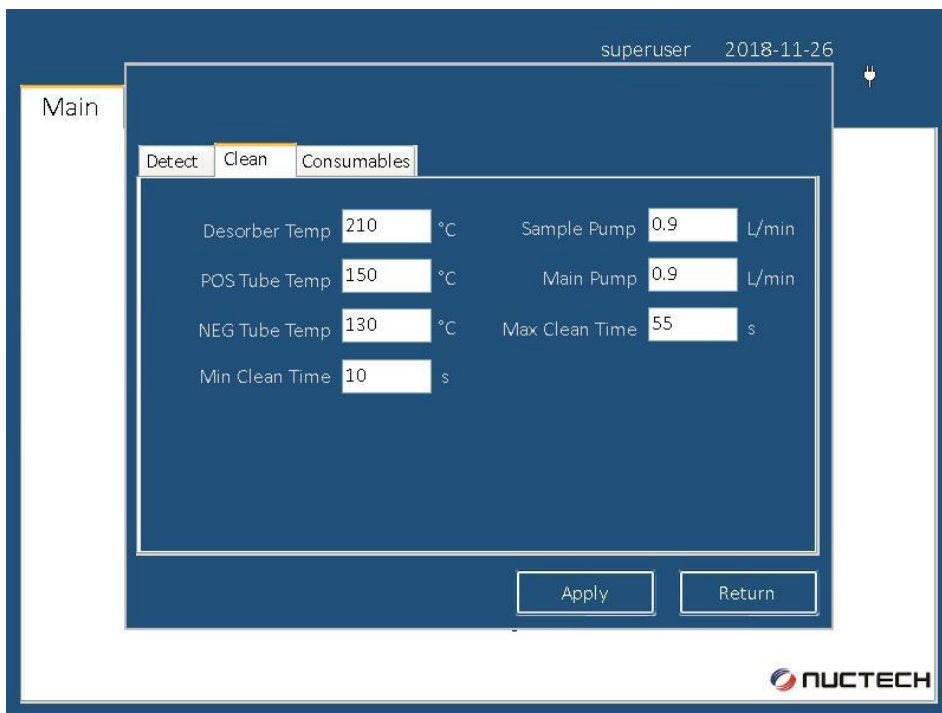 superuser 2018-11-26
Main
Detect Clean Consumables
Desorber Temp 210 °C Sample Pump 0.9 L/min
POS Tube Temp 150 °C Main Pump 0.9 L/min
NEG Tube Temp 130 °C Max Clean Time 55 s
Min Clean Time 10 s
Apply Return
NUCTECH